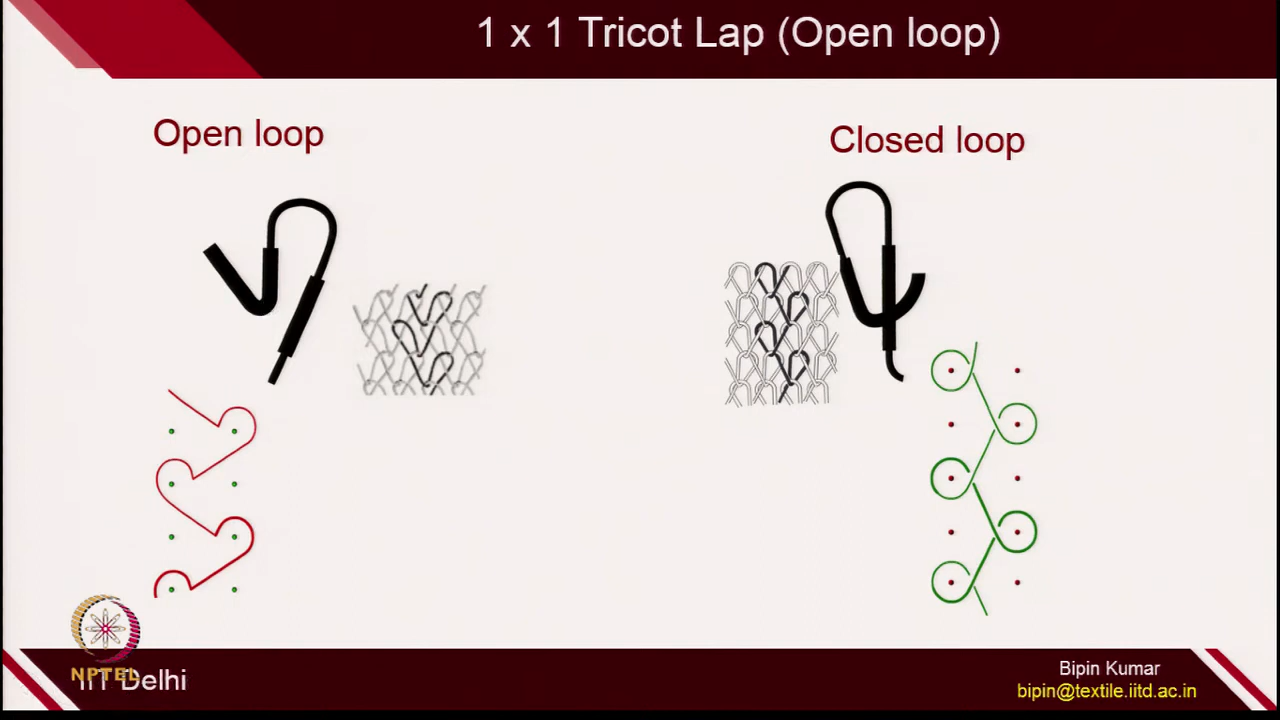 1 x 1 Tricot Lap (Open loop)
Open loop
Closed loop
NPTEL
IIT Delhi
Bipin Kumar
bipin@textile.iitd.ac.in